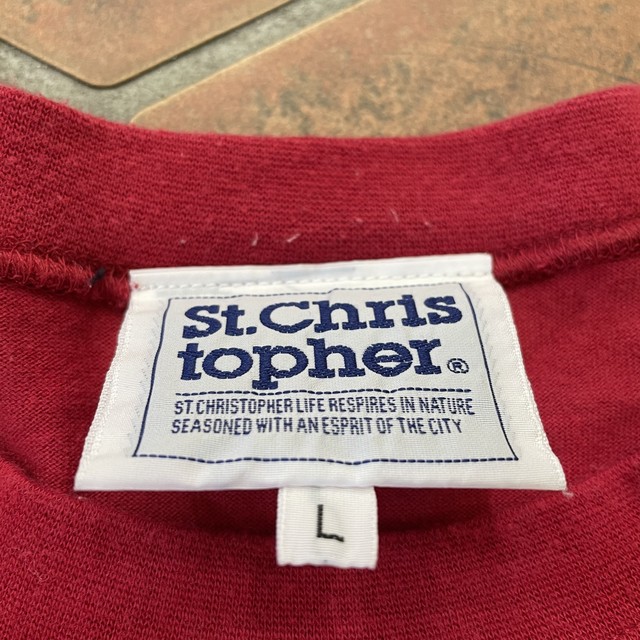 St.Chris
topher®
ST.CHRISTOPHER LIFE RESPIRES IN NATURE
SEASONED WITH AN ESPRIT OF THE CITY
L